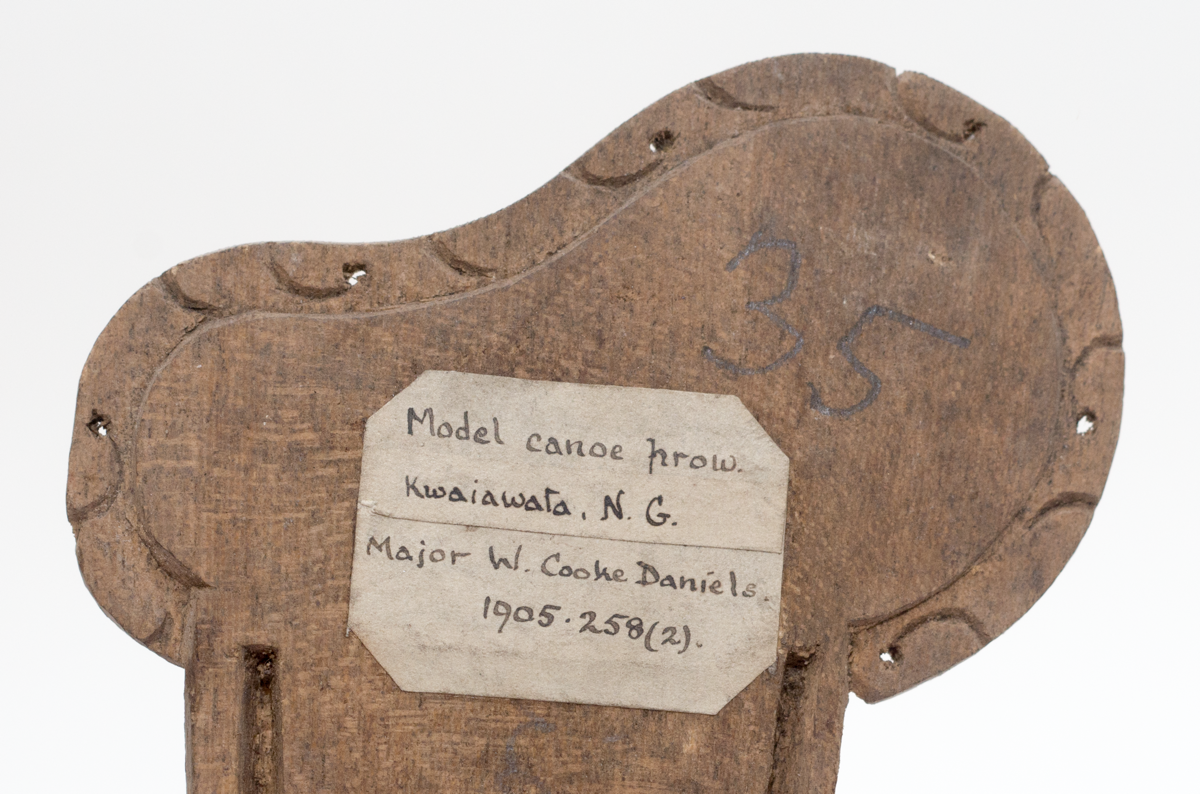 35
Model canoe prow.
Kwaiawata, N. G.
Major W. Cooke Daniels.
1905.258(2).